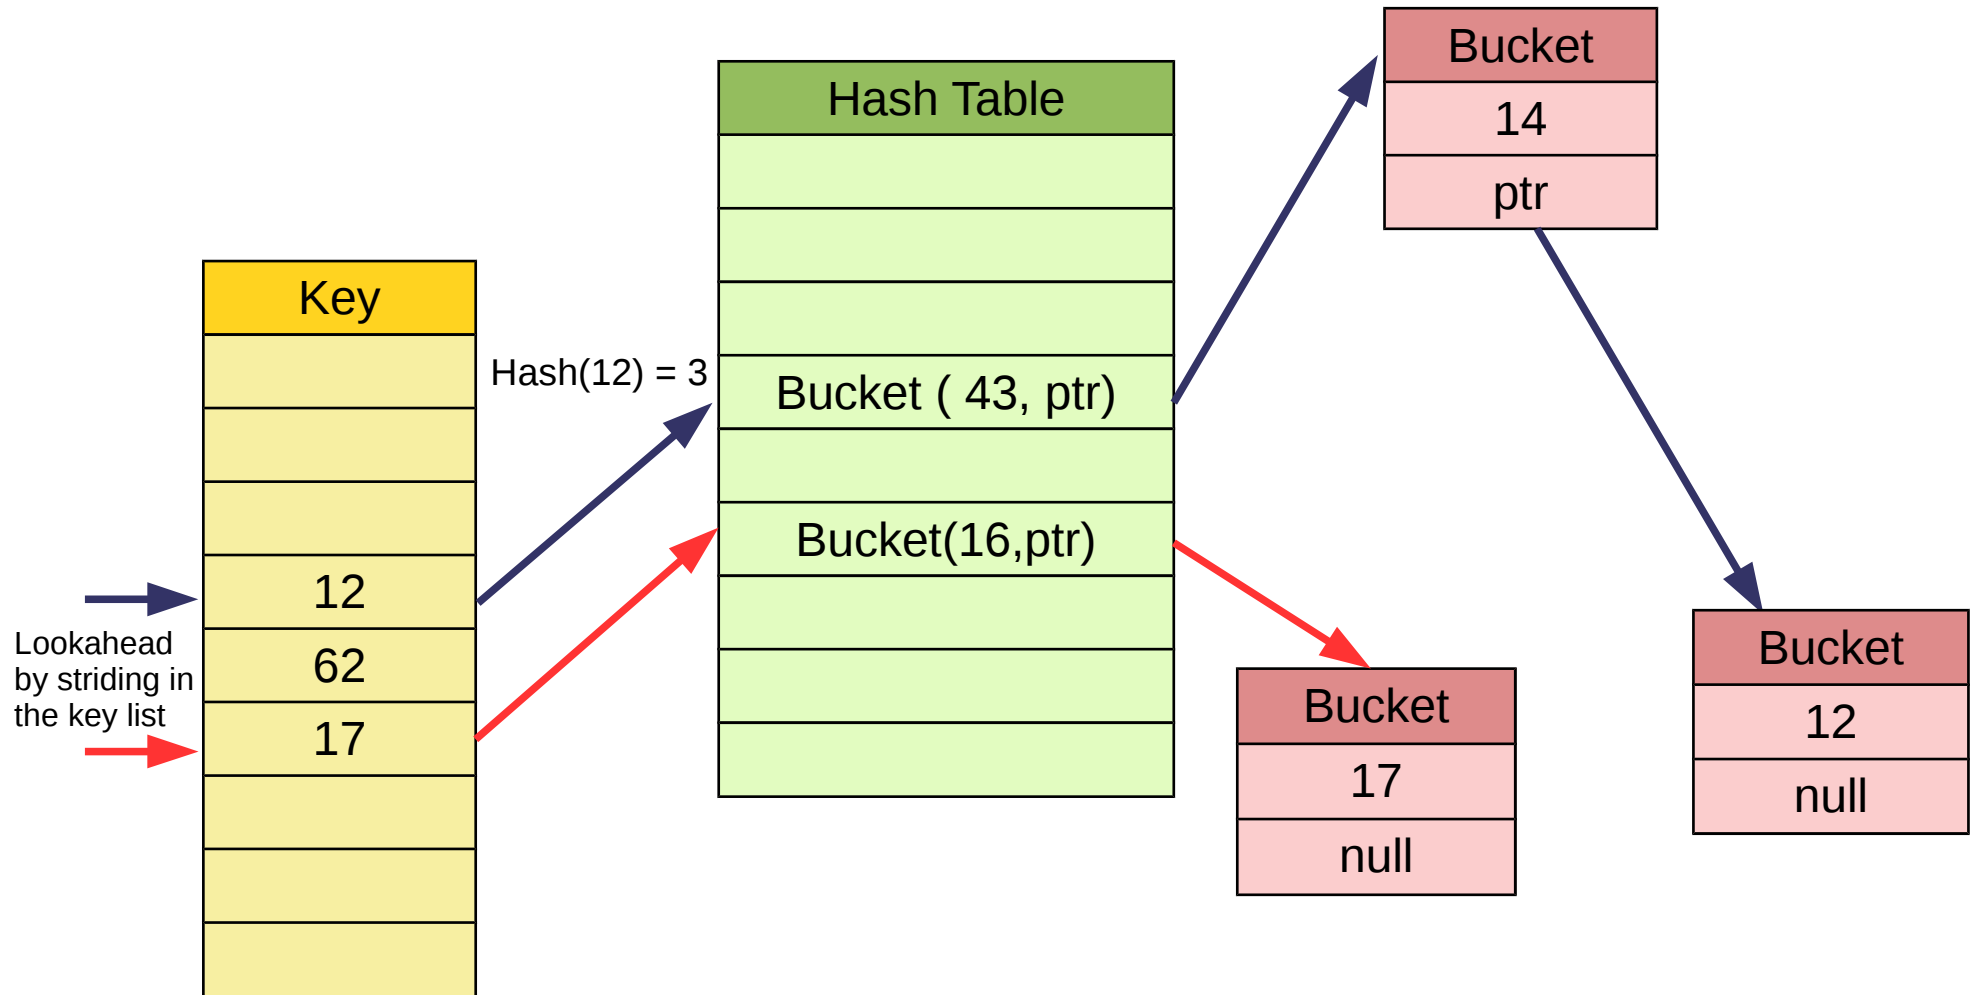 Key
12
62
17
Lookahead
by striding in
the key list
Hash(12) = 3
Hash Table
Bucket ( 43, ptr)
Bucket(16,ptr)
Bucket
14
ptr
Bucket
17
null
Bucket
12
null